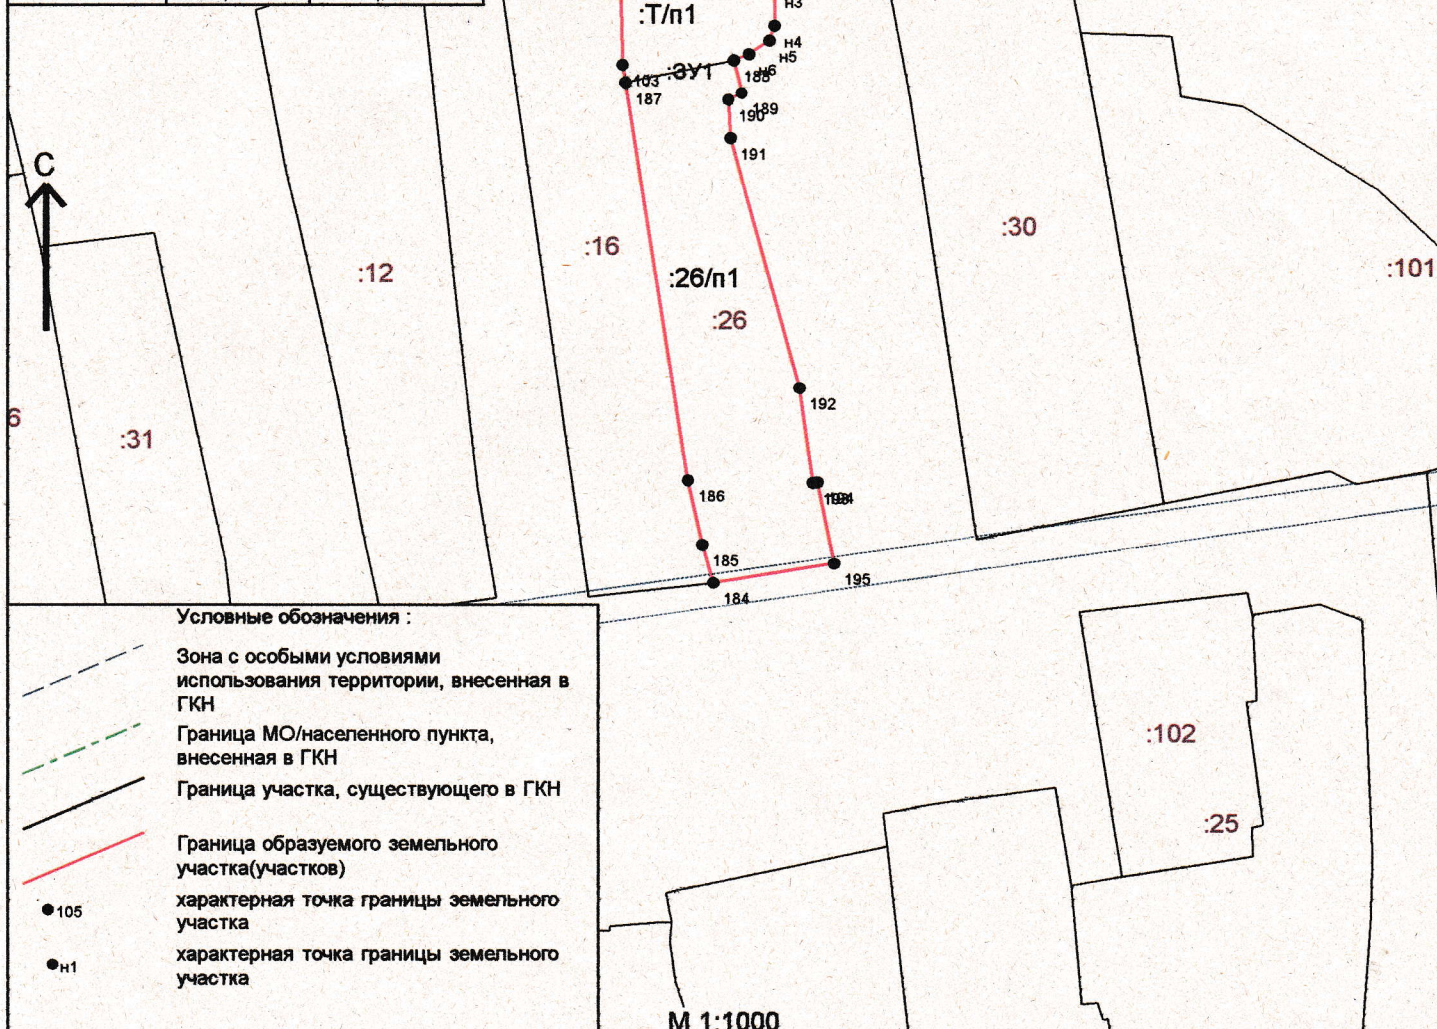 :Т/п1
н3
н4
н5
н6
103
:ЗУ1
188
187
189
190
191
С
:16
:30
:12
:26/п1
:101
:26
192
6
:31
186
194
185
195
184
Условные обозначения :
Зона с особыми условиями
использования территории, внесенная в
ГКН
Граница МО/населенного пункта,
внесенная в ГКН
Граница участка, существующего в ГКН
Граница образуемого земельного
участка(участков)
105
характерная точка границы земельного
участка
н1
характерная точка границы земельного
участка
:102
:25
М 1:1000